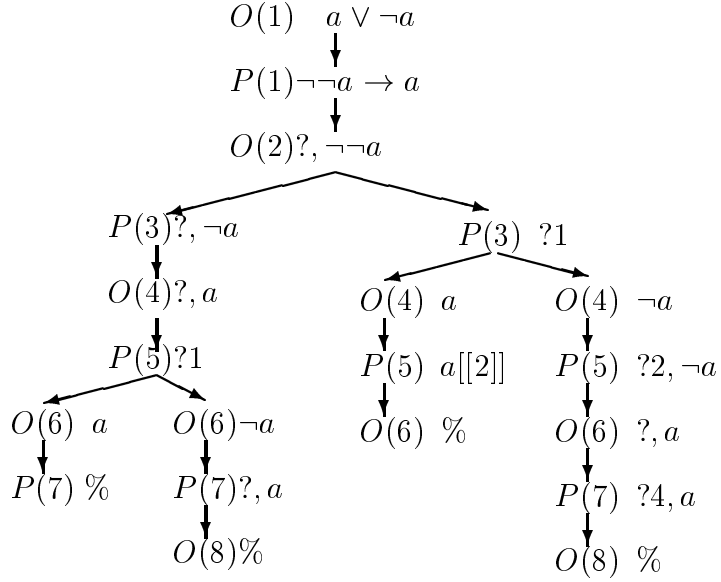 O(1) a ∨ ¬a
P(1)¬¬a → a
O(2)?, ¬¬a
P(3)?, ¬a P(3) ?1
O(4)?, a O(4) a O(4) ¬a
P(5)?1 P(5) a[[2]] P(5) ?2, ¬a
O(6) a O(6)¬a O(6) % O(6) ?, a
P(7) % P(7)?, a P(7) ?4, a
O(8)% O(8) %